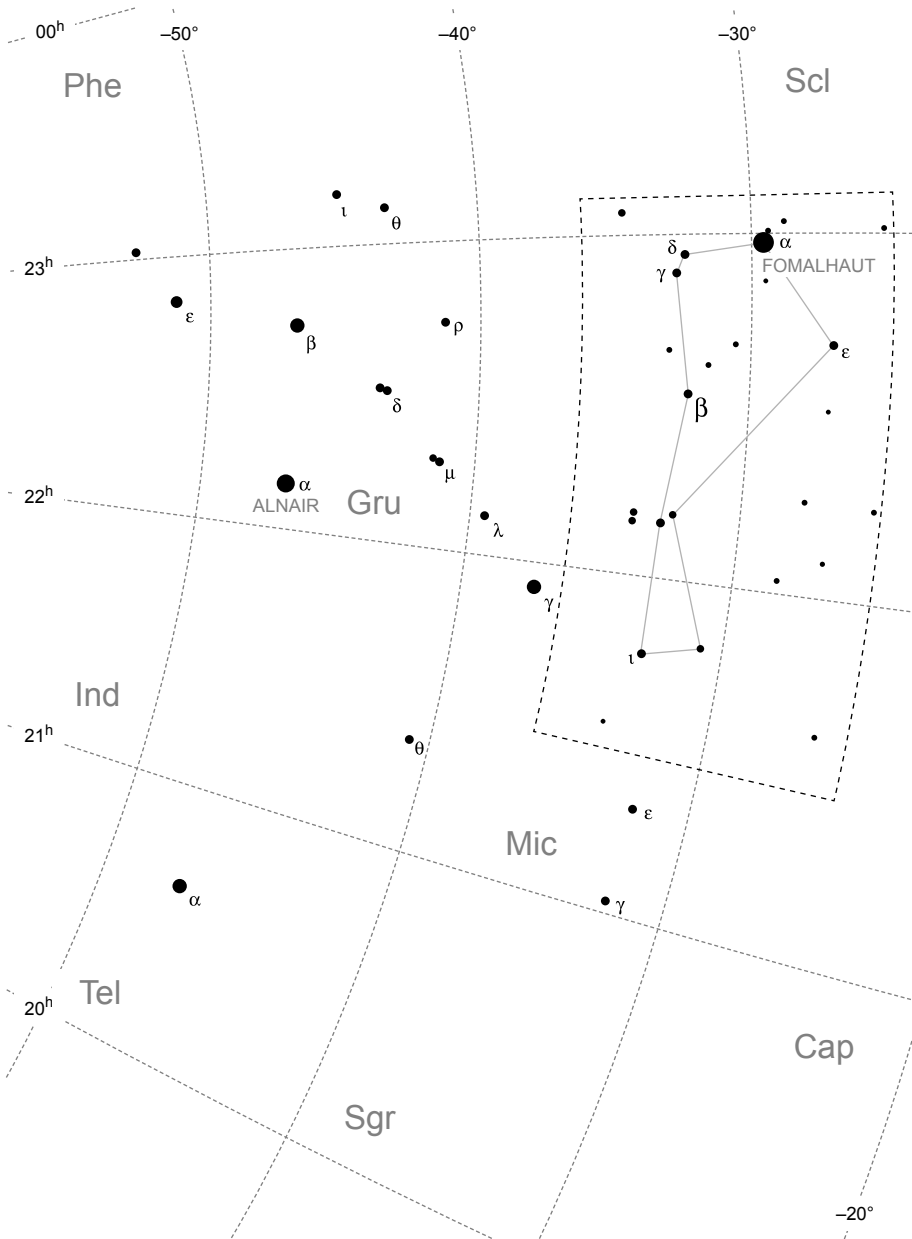 00h
–50°
–40°
–30°
Phe
Scl
ι
θ
δ
α
23h
γ
FOMALHAUT
ε
β
ρ
ε
δ
β
μ
22h
α
ALNAIR
Gru
λ
γ
ι
Ind
21h
θ
ε
Mic
α
γ
Tel
20h
Cap
Sgr
–20°